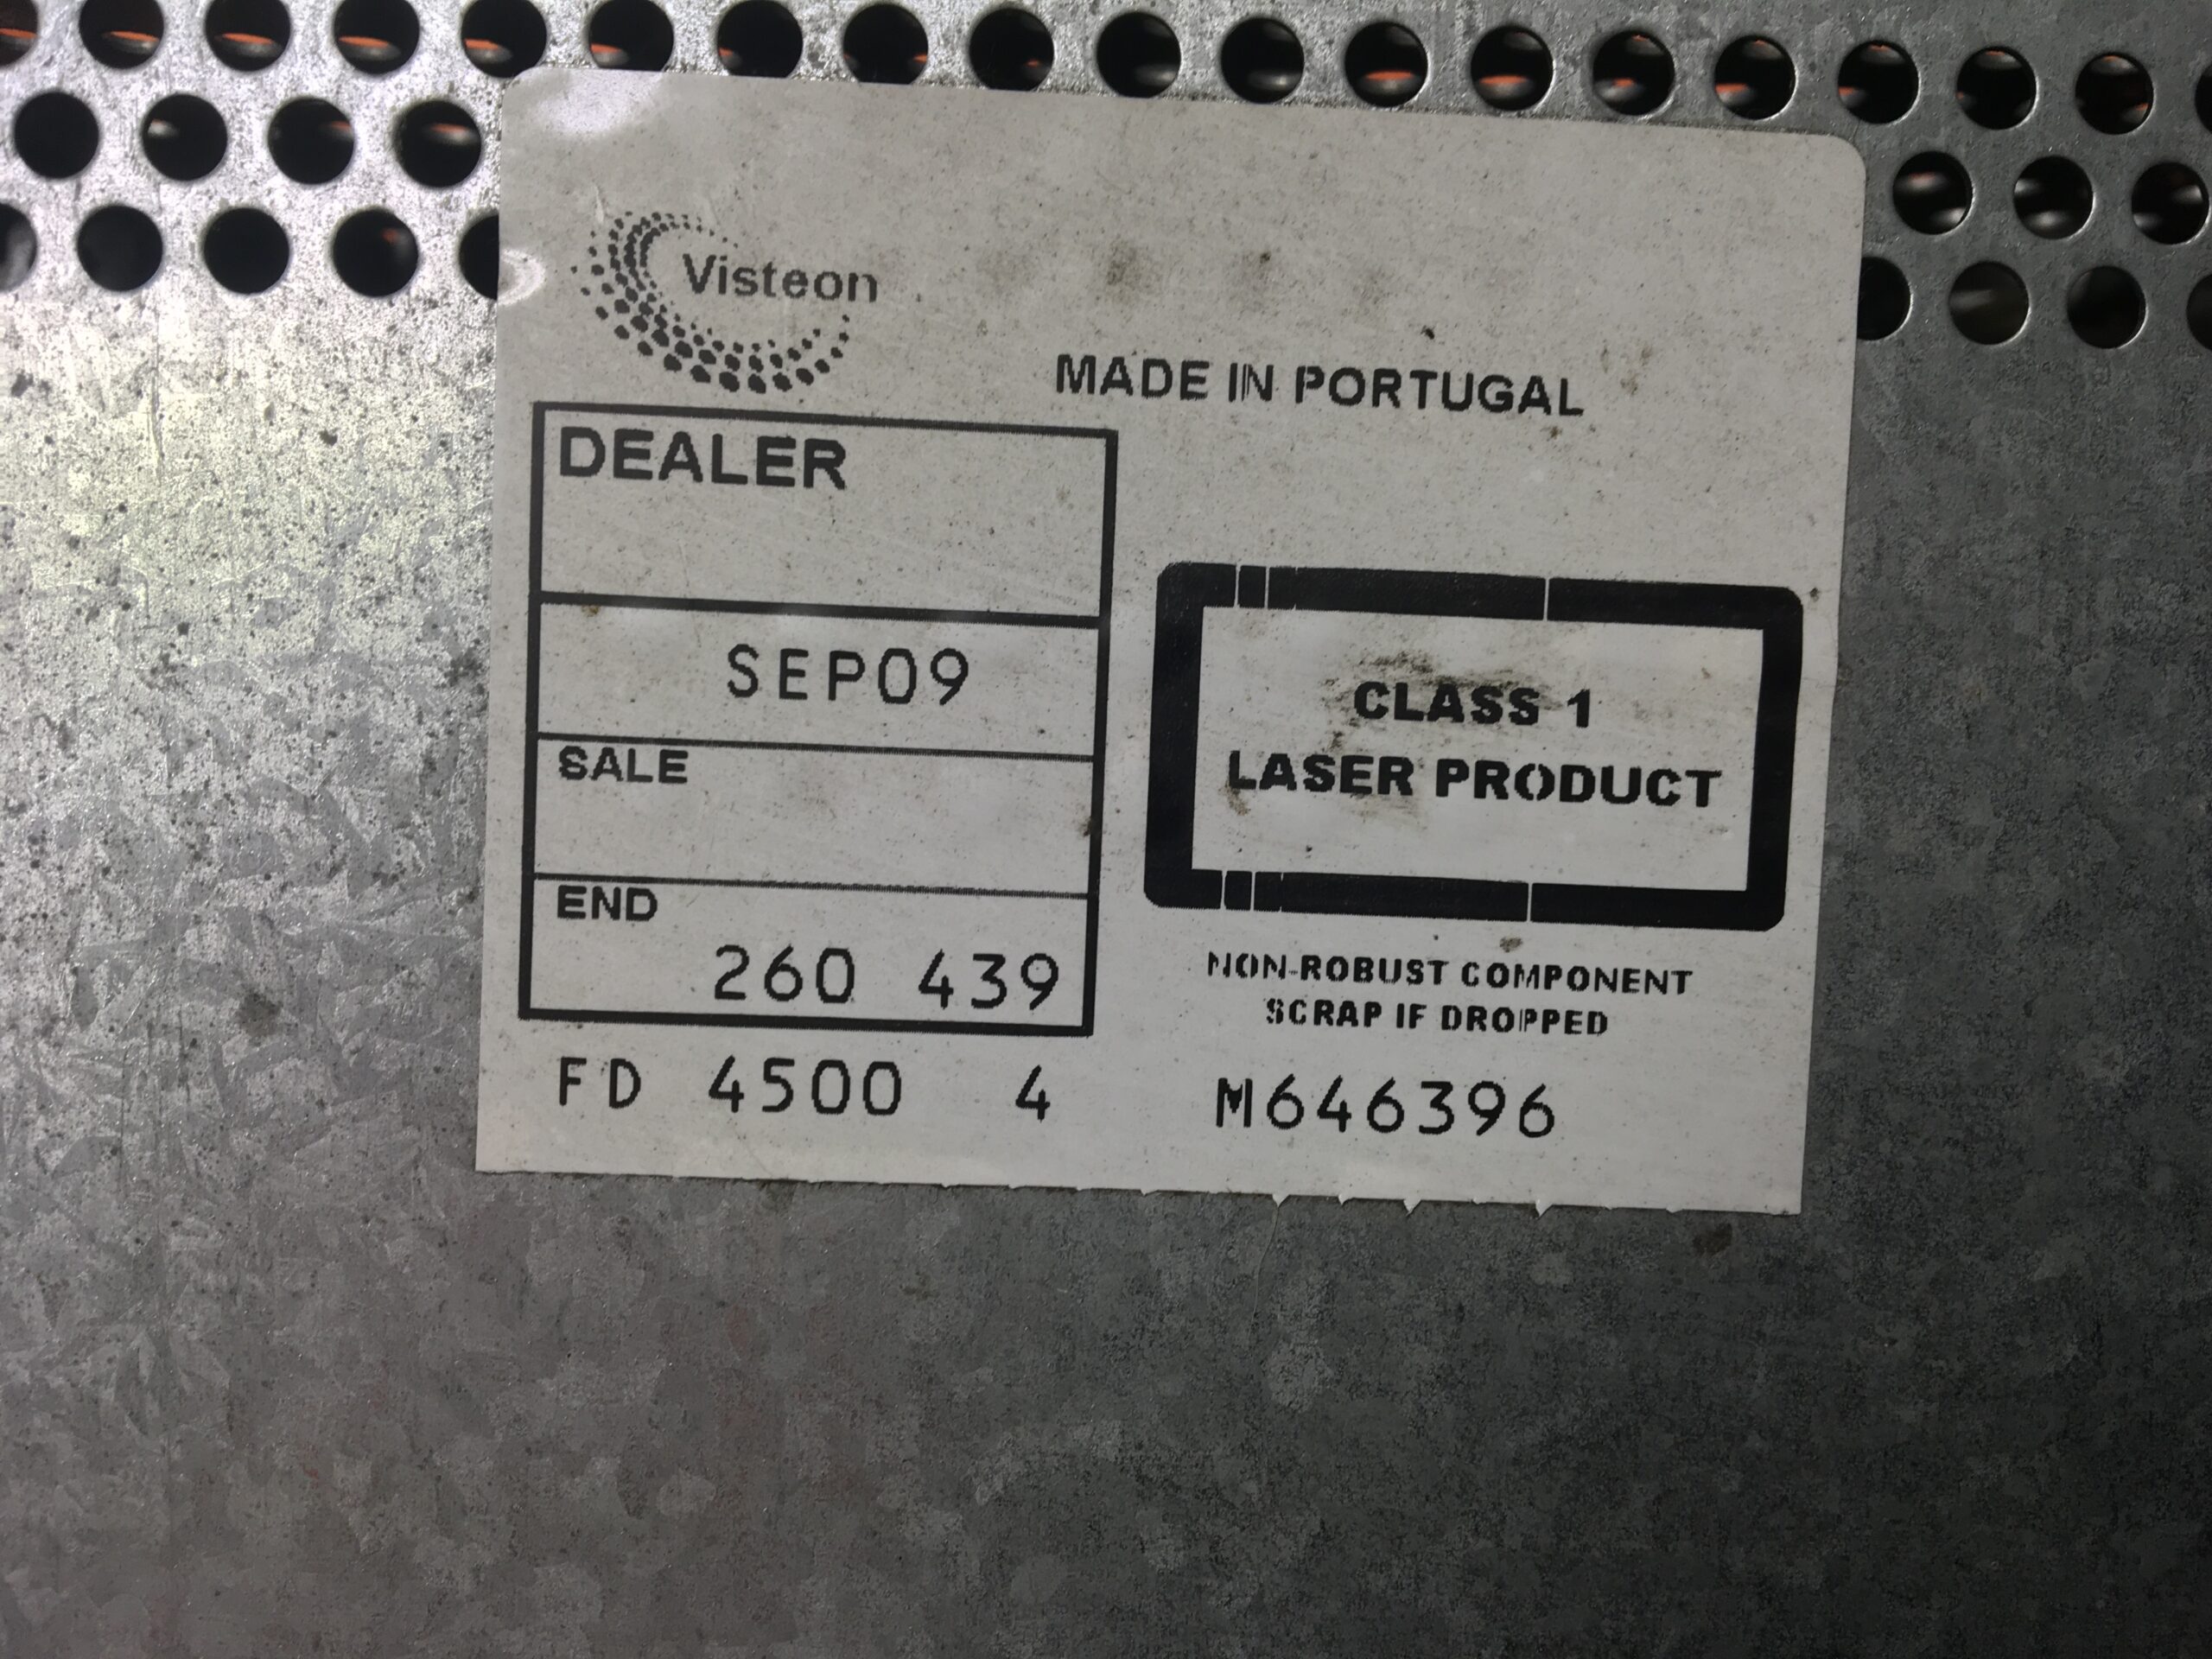 Visteon
MADE IN PORTUGAL
DEALER
SEP09
SALE
END
260 439
FD 4500 4
CLASS 1
LASER PRODUCT
NON-ROBUST COMPONENT
SCRAP IF DROPPED
M646396